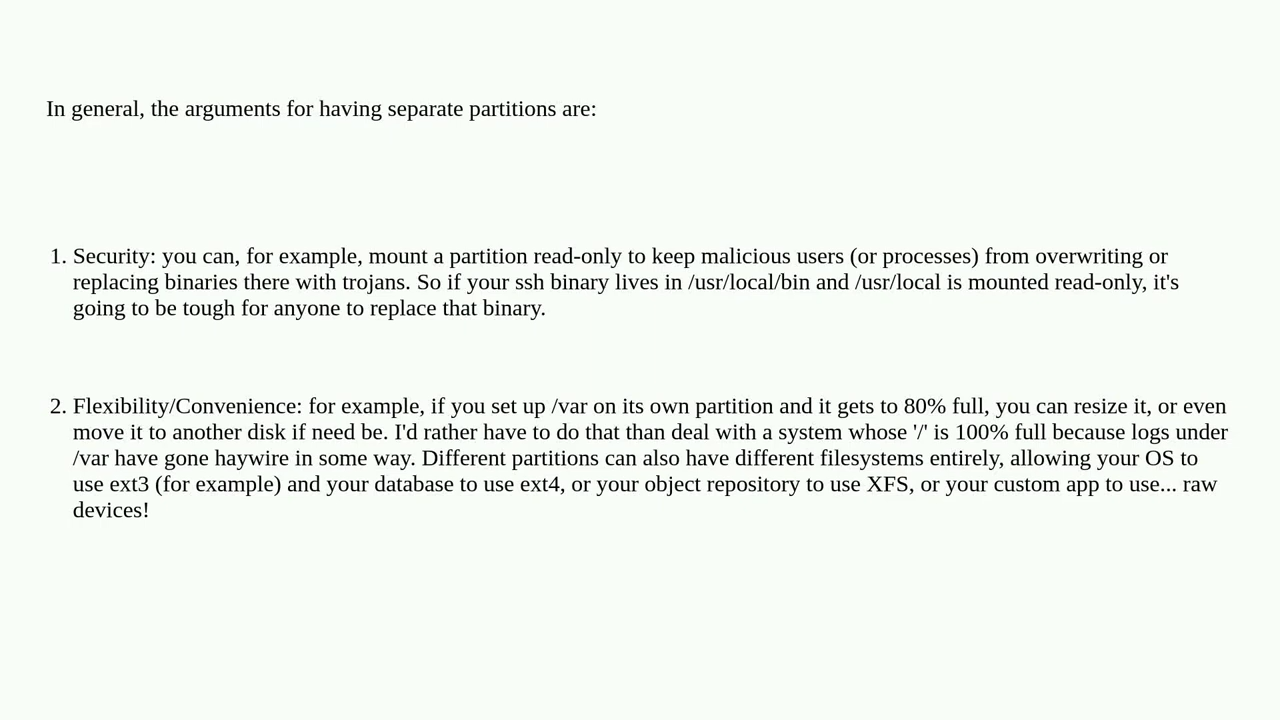 In general, the arguments for having separate partitions are:
1. Security: you can, for example, mount a partition read-only to keep malicious users (or processes) from overwriting or
replacing binaries there with trojans. So if your ssh binary lives in /usr/local/bin and /usr/local is mounted read-only, it's
going to be tough for anyone to replace that binary.
2. Flexibility/Convenience: for example, if you set up /var on its own partition and it gets to 80% full, you can resize it, or even
move it to another disk if need be. I'd rather have to do that than deal with a system whose '/' is 100% full because logs under
/var have gone haywire in some way. Different partitions can also have different filesystems entirely, allowing your OS to
use ext3 (for example) and your database to use ext4, or your object repository to use XFS, or your custom app to use... raw
devices!